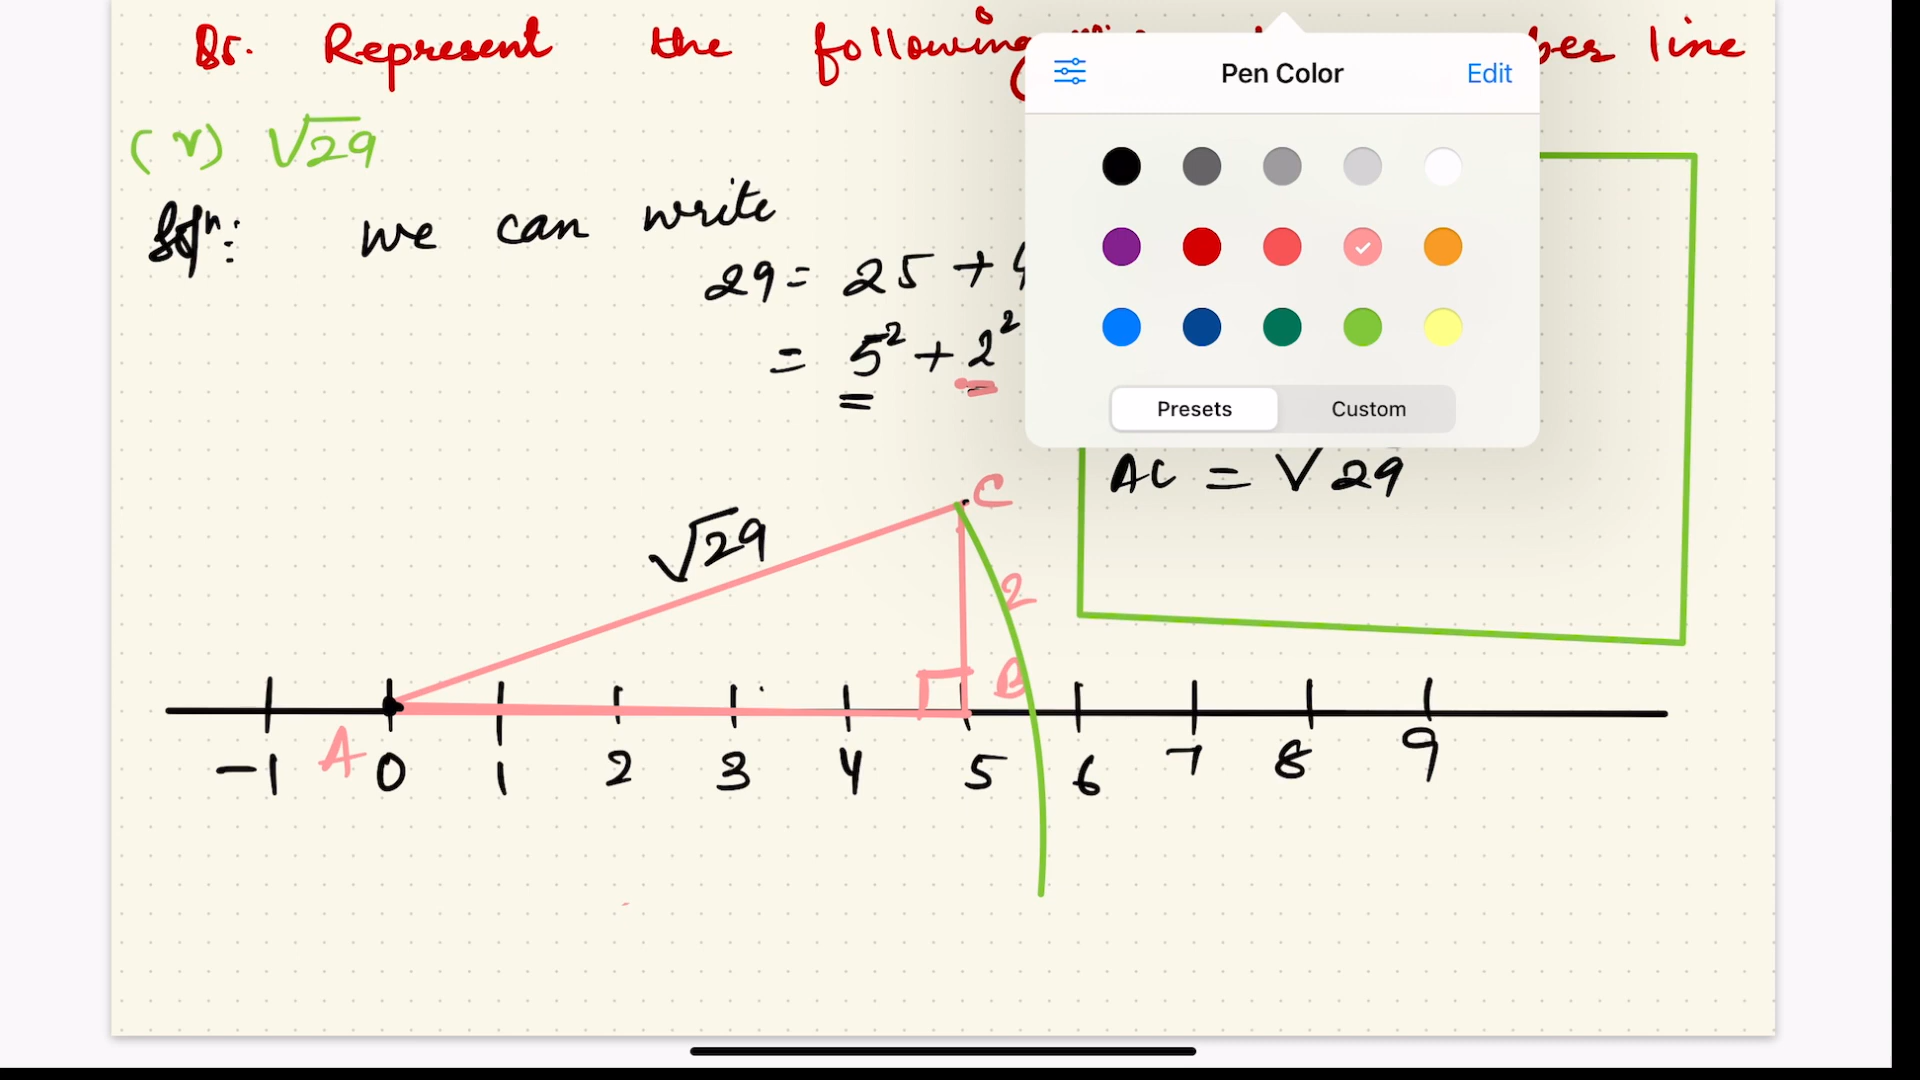 Q5. Represent the following line
Pen Color
Edit
(v) √29
Solⁿ: we can write
29 = 25 +
= 5² + 2²
Presets
Custom
AC = √29
C
√29
2
B
A
-1 0 1 2 3 4 5 6 7 8 9